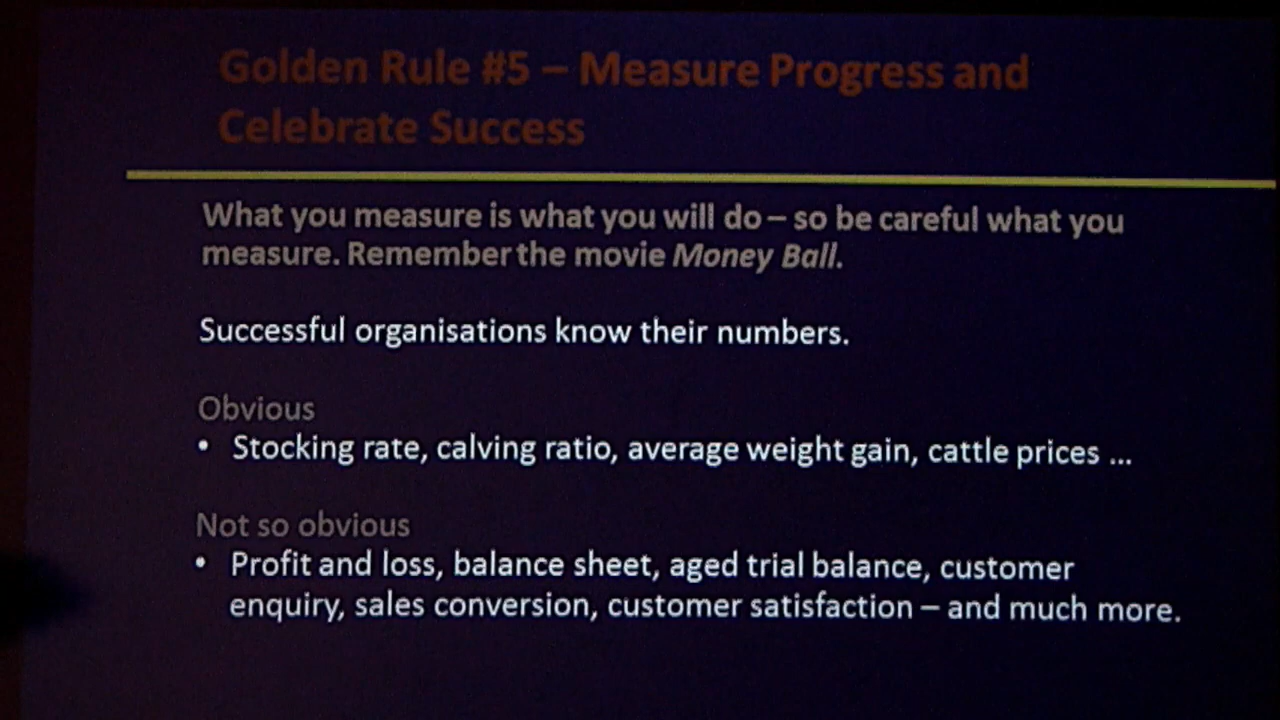 Golden Rule #5 – Measure Progress and
Celebrate Success
What you measure is what you will do – so be careful what you
measure. Remember the movie Money Ball.
Successful organisations know their numbers.
Obvious
• Stocking rate, calving ratio, average weight gain, cattle prices ...
Not so obvious
• Profit and loss, balance sheet, aged trial balance, customer
enquiry, sales conversion, customer satisfaction – and much more.